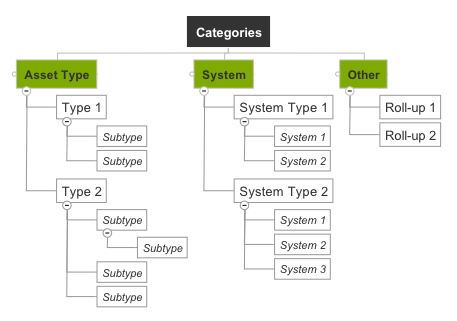 Categories
Asset Type
Type 1
Subtype
Subtype
Type 2
Subtype
Subtype
Subtype
Subtype
System
System Type 1
System 1
System 2
System Type 2
System 1
System 2
System 3
Other
Roll-up 1
Roll-up 2